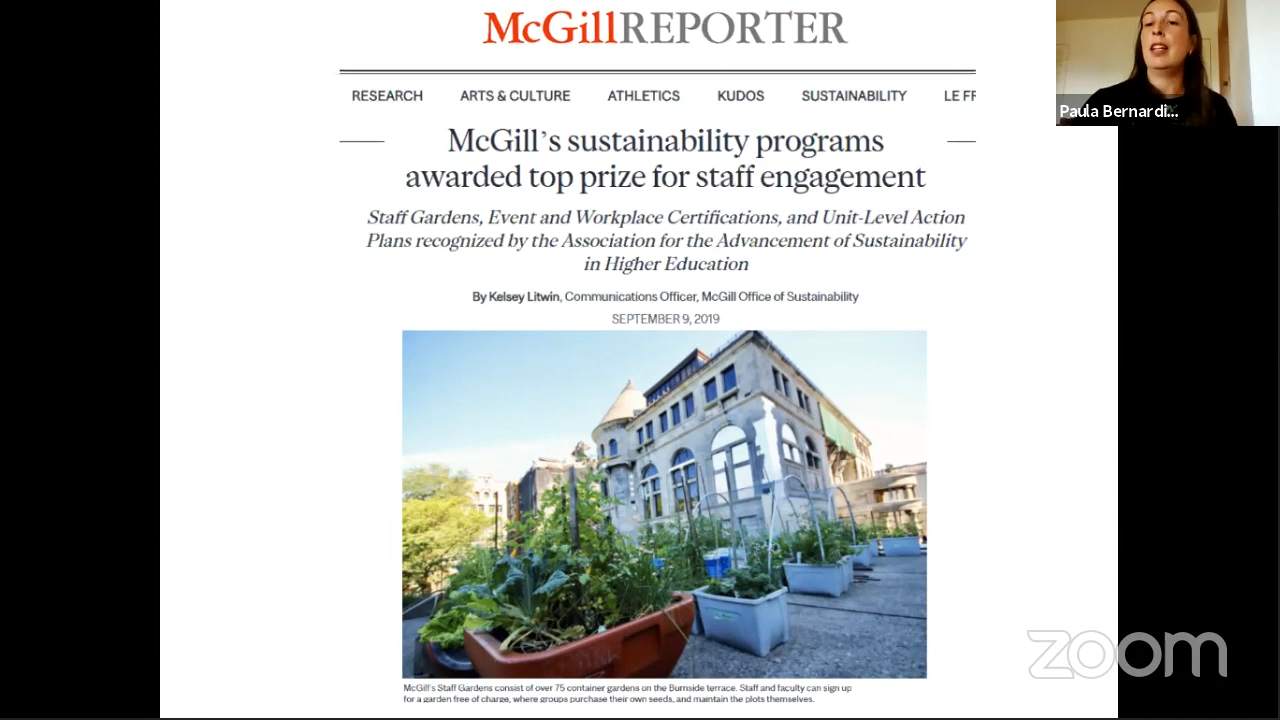 McGillREPORTER
RESEARCH ARTS & CULTURE ATHLETICS KUDOS SUSTAINABILITY LE FF
McGill's sustainability programs
awarded top prize for staff engagement
Staff Gardens, Event and Workplace Certifications, and Unit-Level Action
Plans recognized by the Association for the Advancement of Sustainability
in Higher Education
By Kelsey Litwin, Communications Officer, McGill Office of Sustainability
SEPTEMBER 9, 2019
McGill's Staff Gardens consist of over 75 container gardens on the Burnside terrace. Staff and faculty can sign up
for a garden free of charge, where groups purchase their own seeds, and maintain the plots themselves.
Paula Bernardi...
zoom